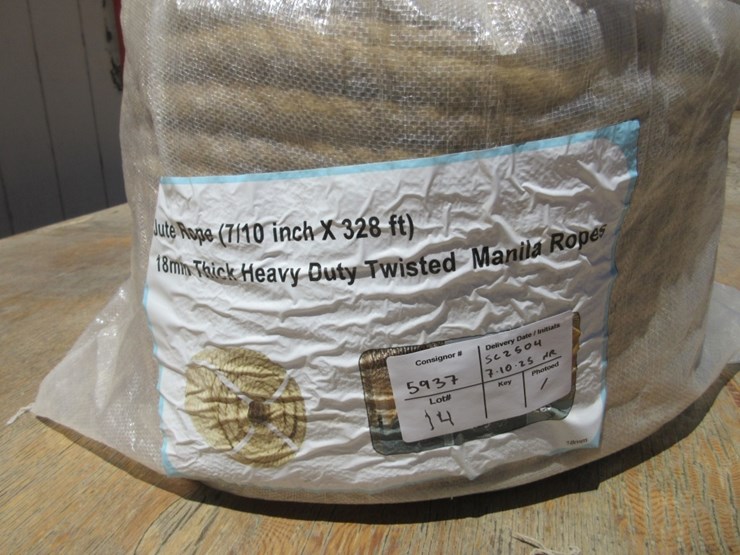 Jute Rope (7/10 inch X 328 ft)
18mm Thick Heavy Duty Twisted Manila Ropes
Consignor #
5937
Lot#
14
Delivery Date / Initials
SC2504
7.10.25 MR
Key
Photoed
/